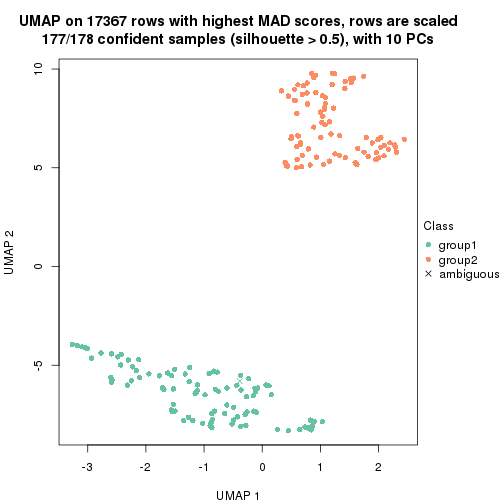 UMAP on 17367 rows with highest MAD scores, rows are scaled
177/178 confident samples (silhouette > 0.5), with 10 PCs
10
5
0
-5
UMAP 2
-3
-2
-1
0
1
2
UMAP 1
Class
group1
group2
ambiguous